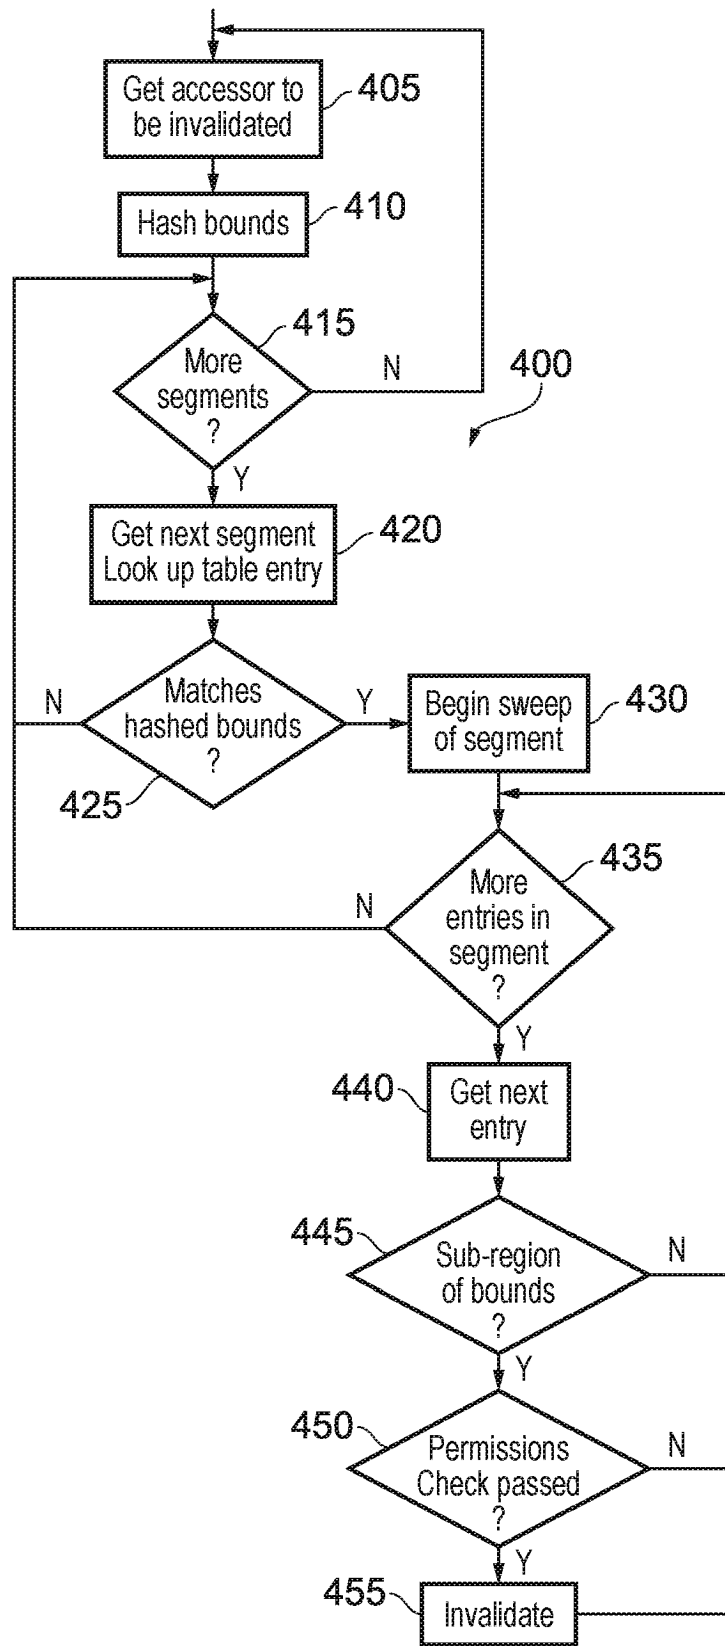 Get accessor to
be invalidated
405
Hash bounds
410
415
More
segments
?
N
400
Y
Get next segment
Look up table entry
420
N
Matches
hashed bounds
?
Y
425
Begin sweep
of segment
430
435
More
entries in
segment
?
N
Y
440
Get next
entry
445
Sub-region
of bounds
?
N
Y
450
Permissions
Check passed
?
N
Y
455
Invalidate